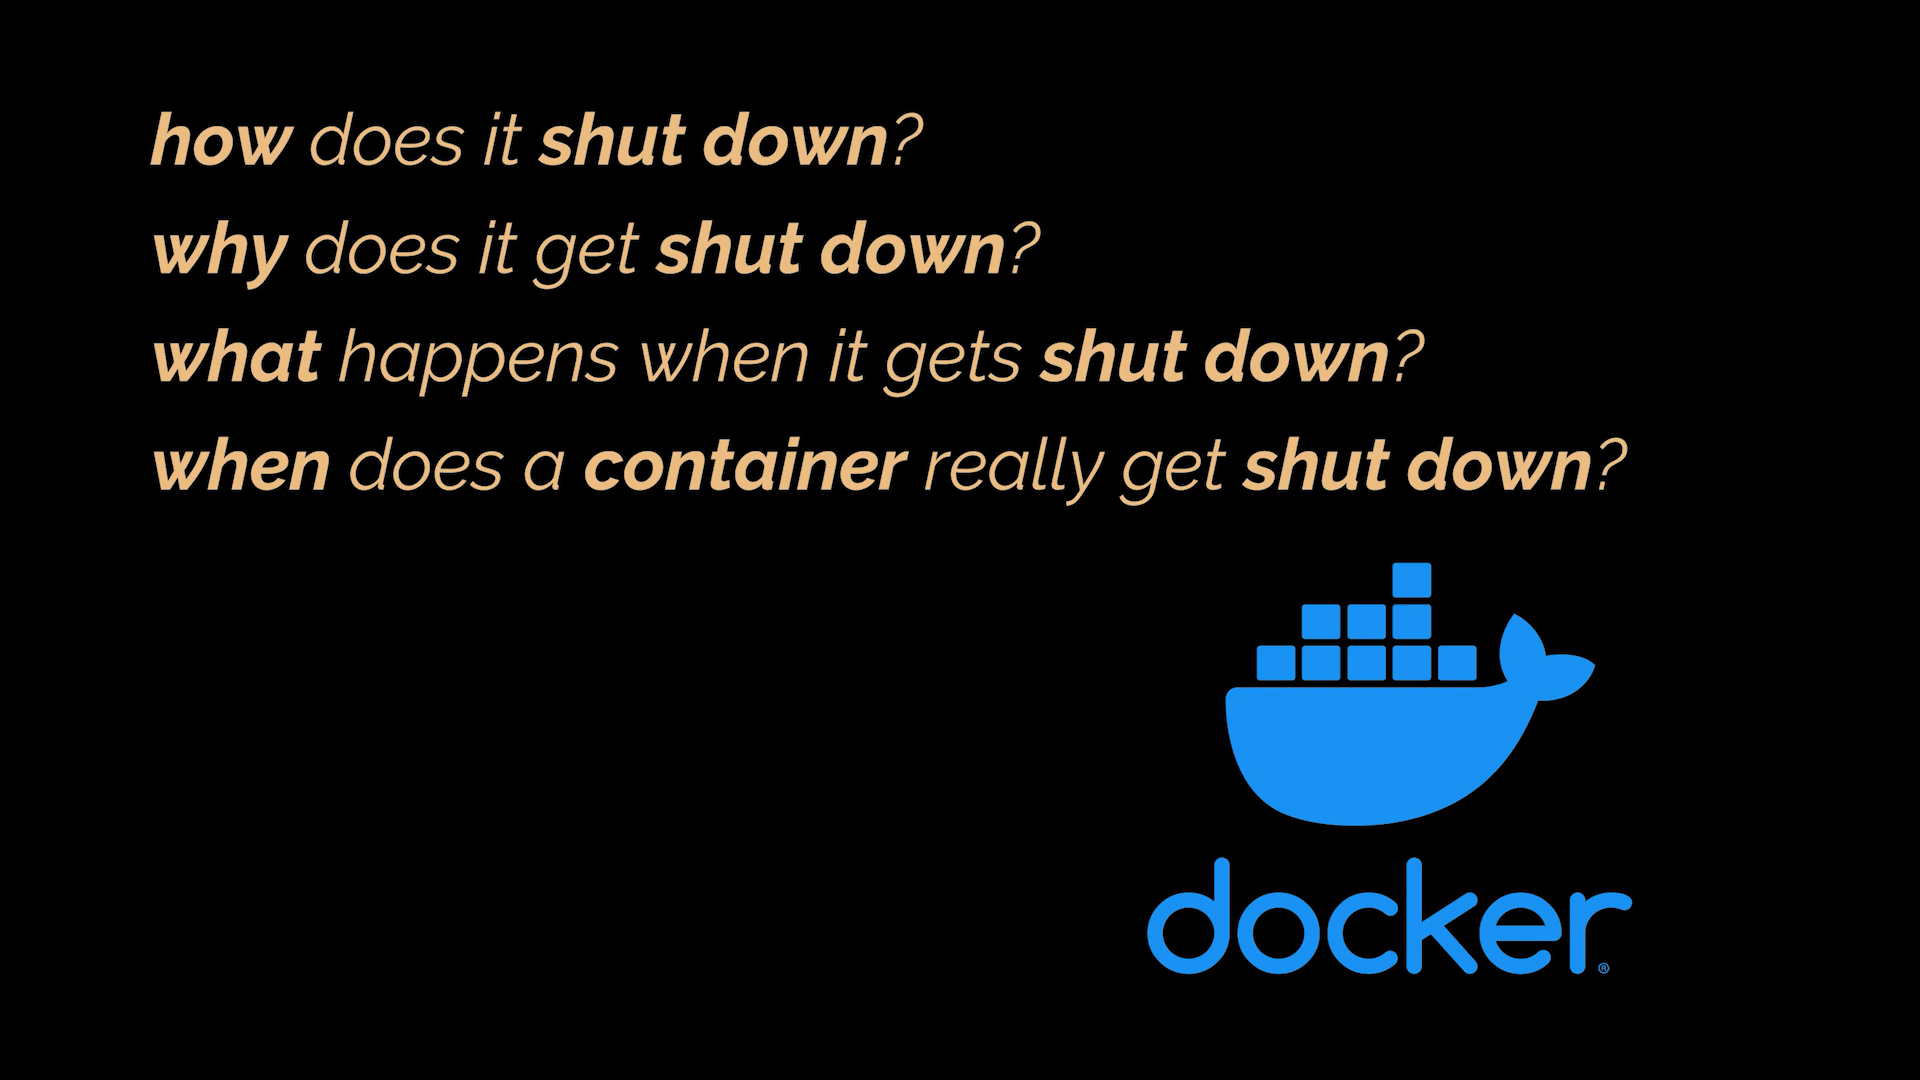 how does it shut down?
why does it get shut down?
what happens when it gets shut down?
when does a container really get shut down?
docker®